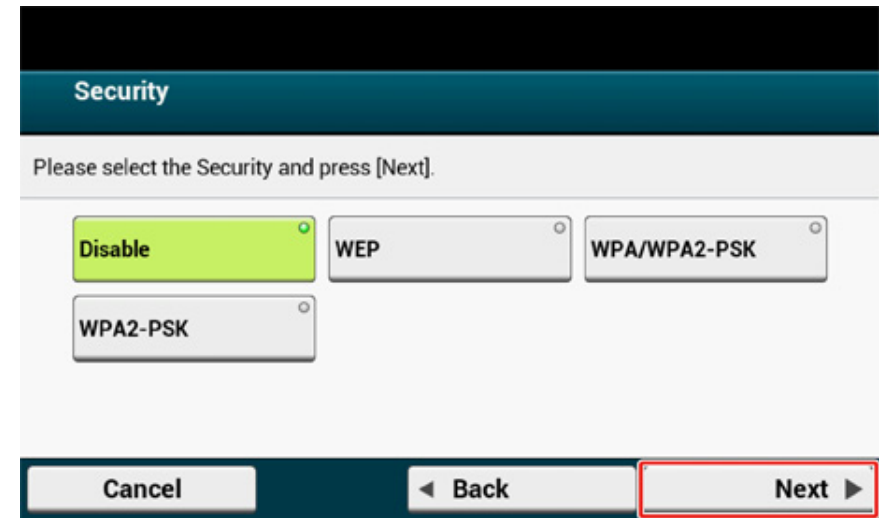 Security
Please select the Security and press [Next].
Disable
WEP
WPA/WPA2-PSK
WPA2-PSK
Cancel
Back
Next